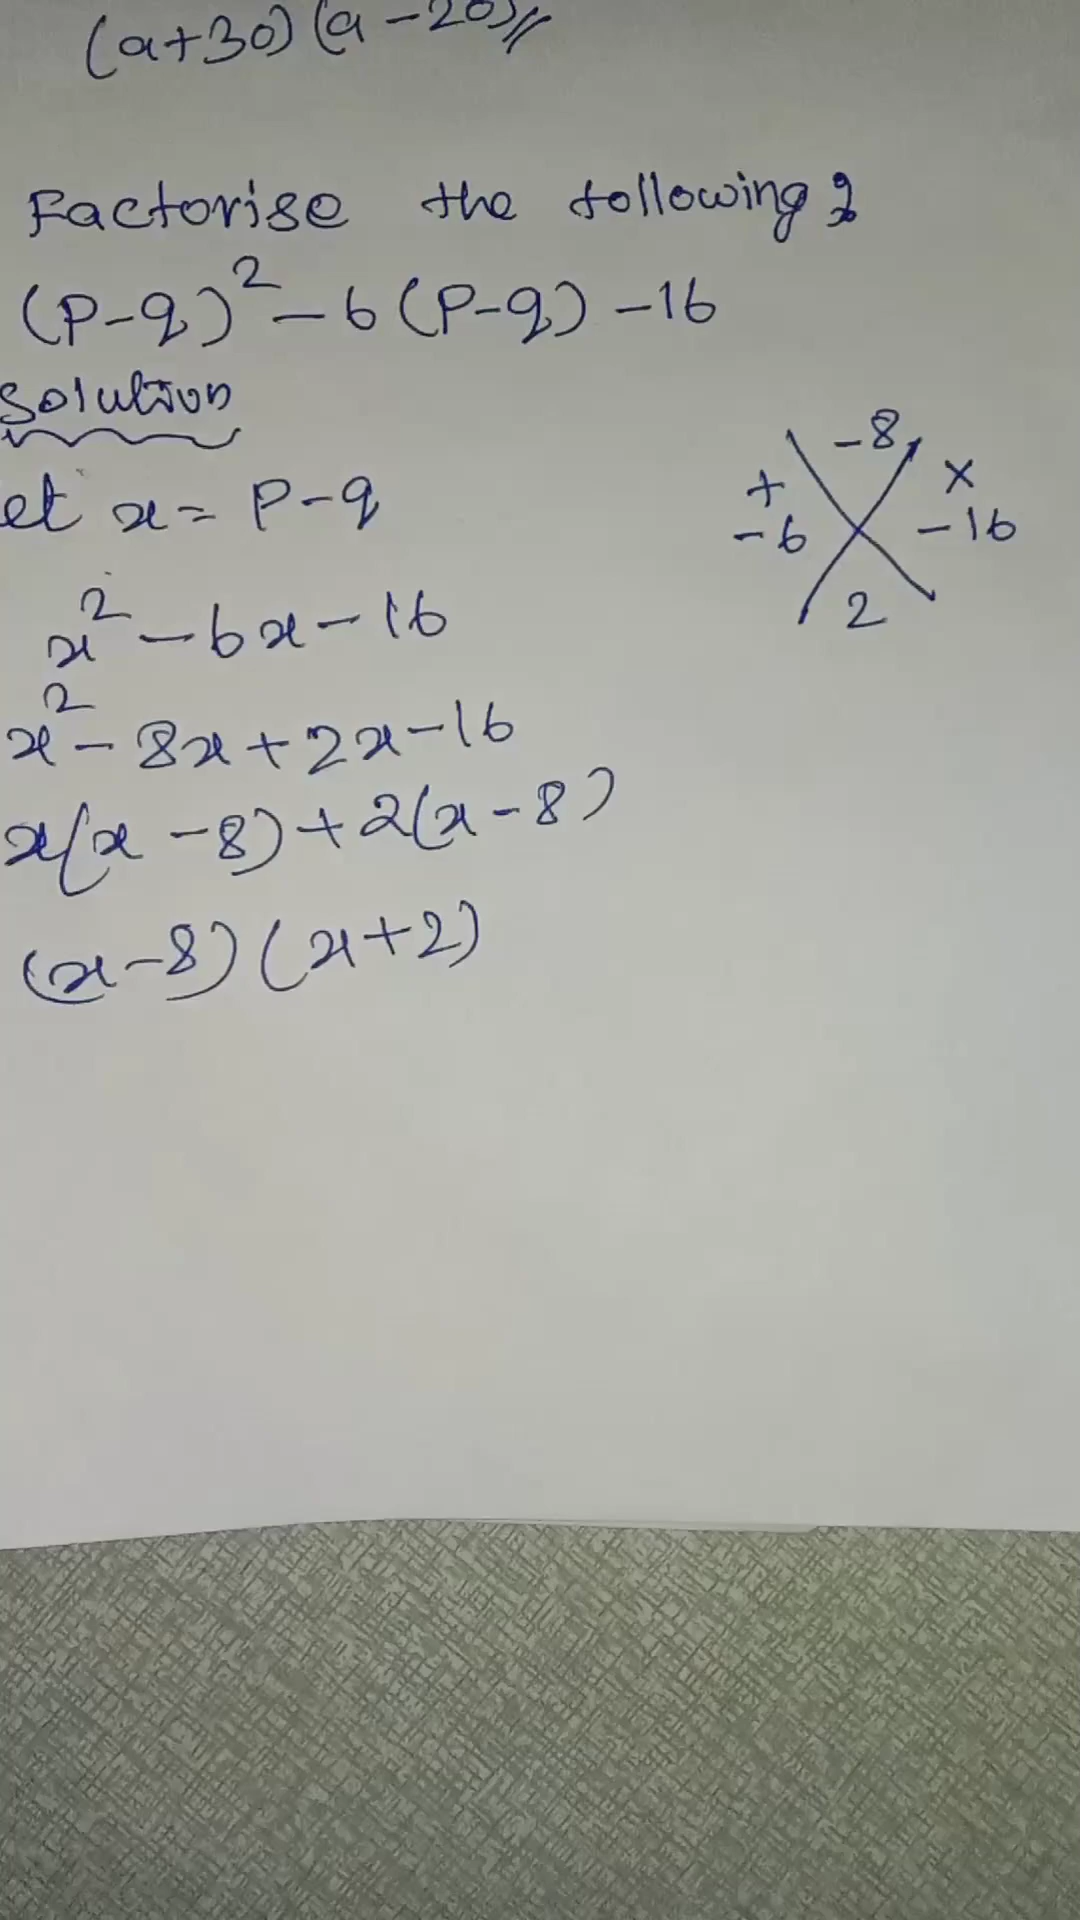 (a+30)(a-20)//
Factorise the following :
(P-q)² - 6(P-q) - 16
Solution
et x = P-q
-8
+ ×
-6 -16
2
x² - 6x - 16
x² - 8x + 2x - 16
x(x - 8) + 2(x - 8)
(x - 8)(x + 2)